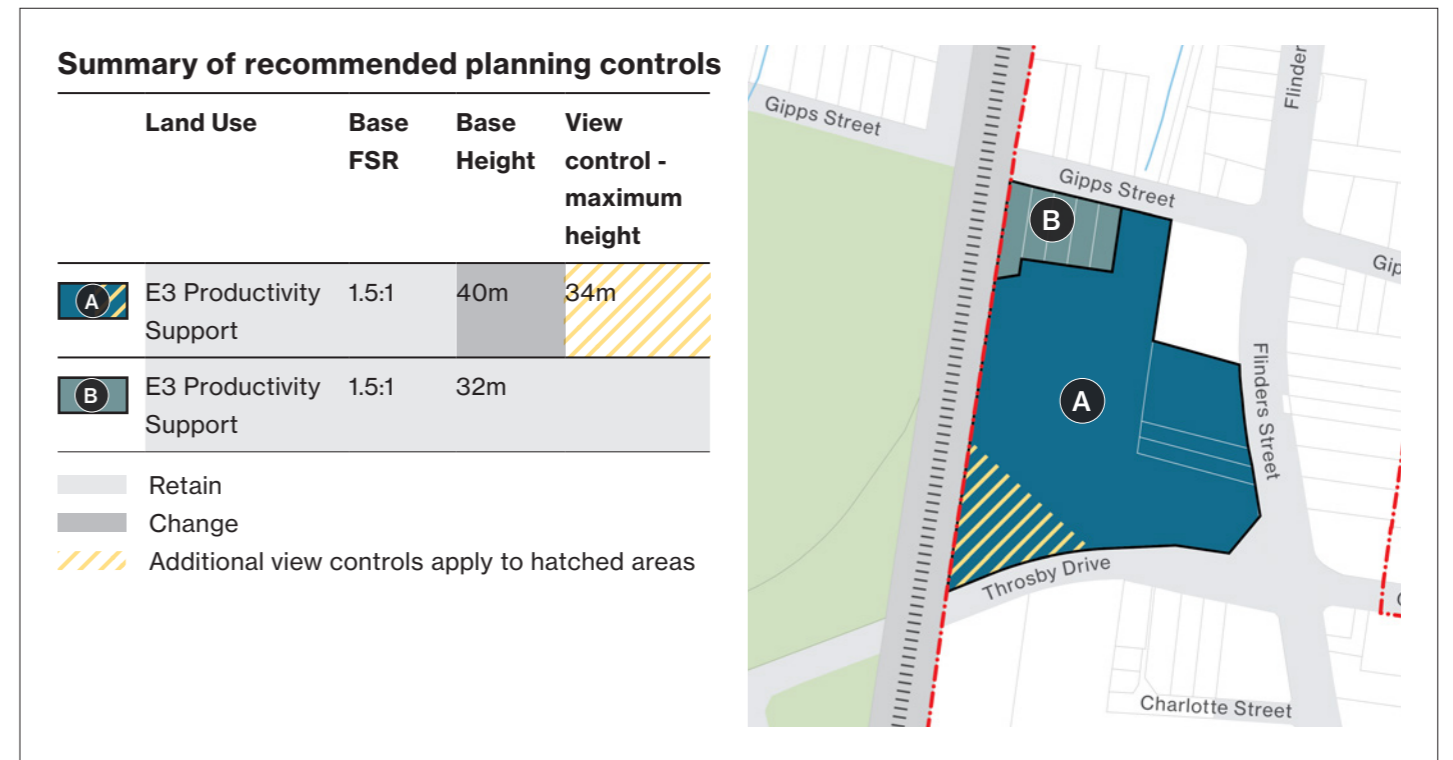 Summary of recommended planning controls
Land Use
Base
FSR
Base
Height
View
control -
maximum
height
A
E3 Productivity
Support
1.5:1
40m
34m
B
E3 Productivity
Support
1.5:1
32m
Retain
Change
Additional view controls apply to hatched areas
Gipps Street
Flinder
Gipps Street
B
Gip
A
Flinders Street
Throsby Drive
Charlotte Street